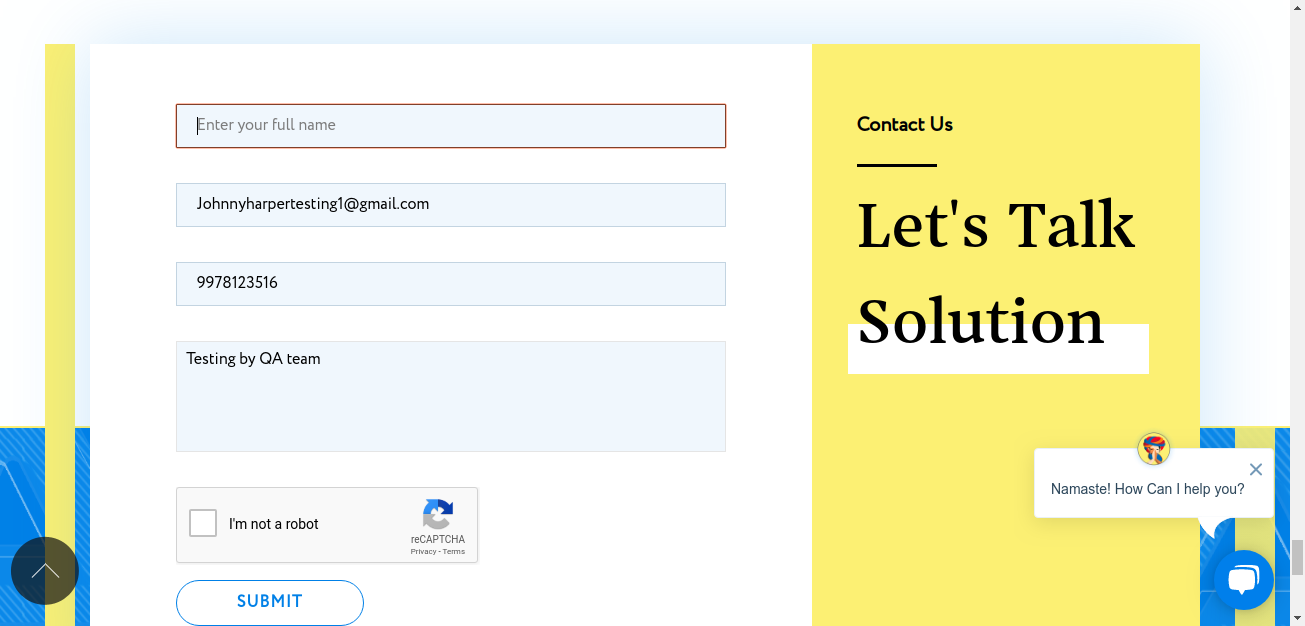 Enter your full name
Johnnyharpertesting1@gmail.com
9978123516
Testing by QA team
I'm not a robot
reCAPTCHA
Privacy - Terms
SUBMIT
Contact Us
Let's Talk
Solution
Namaste! How Can I help you?